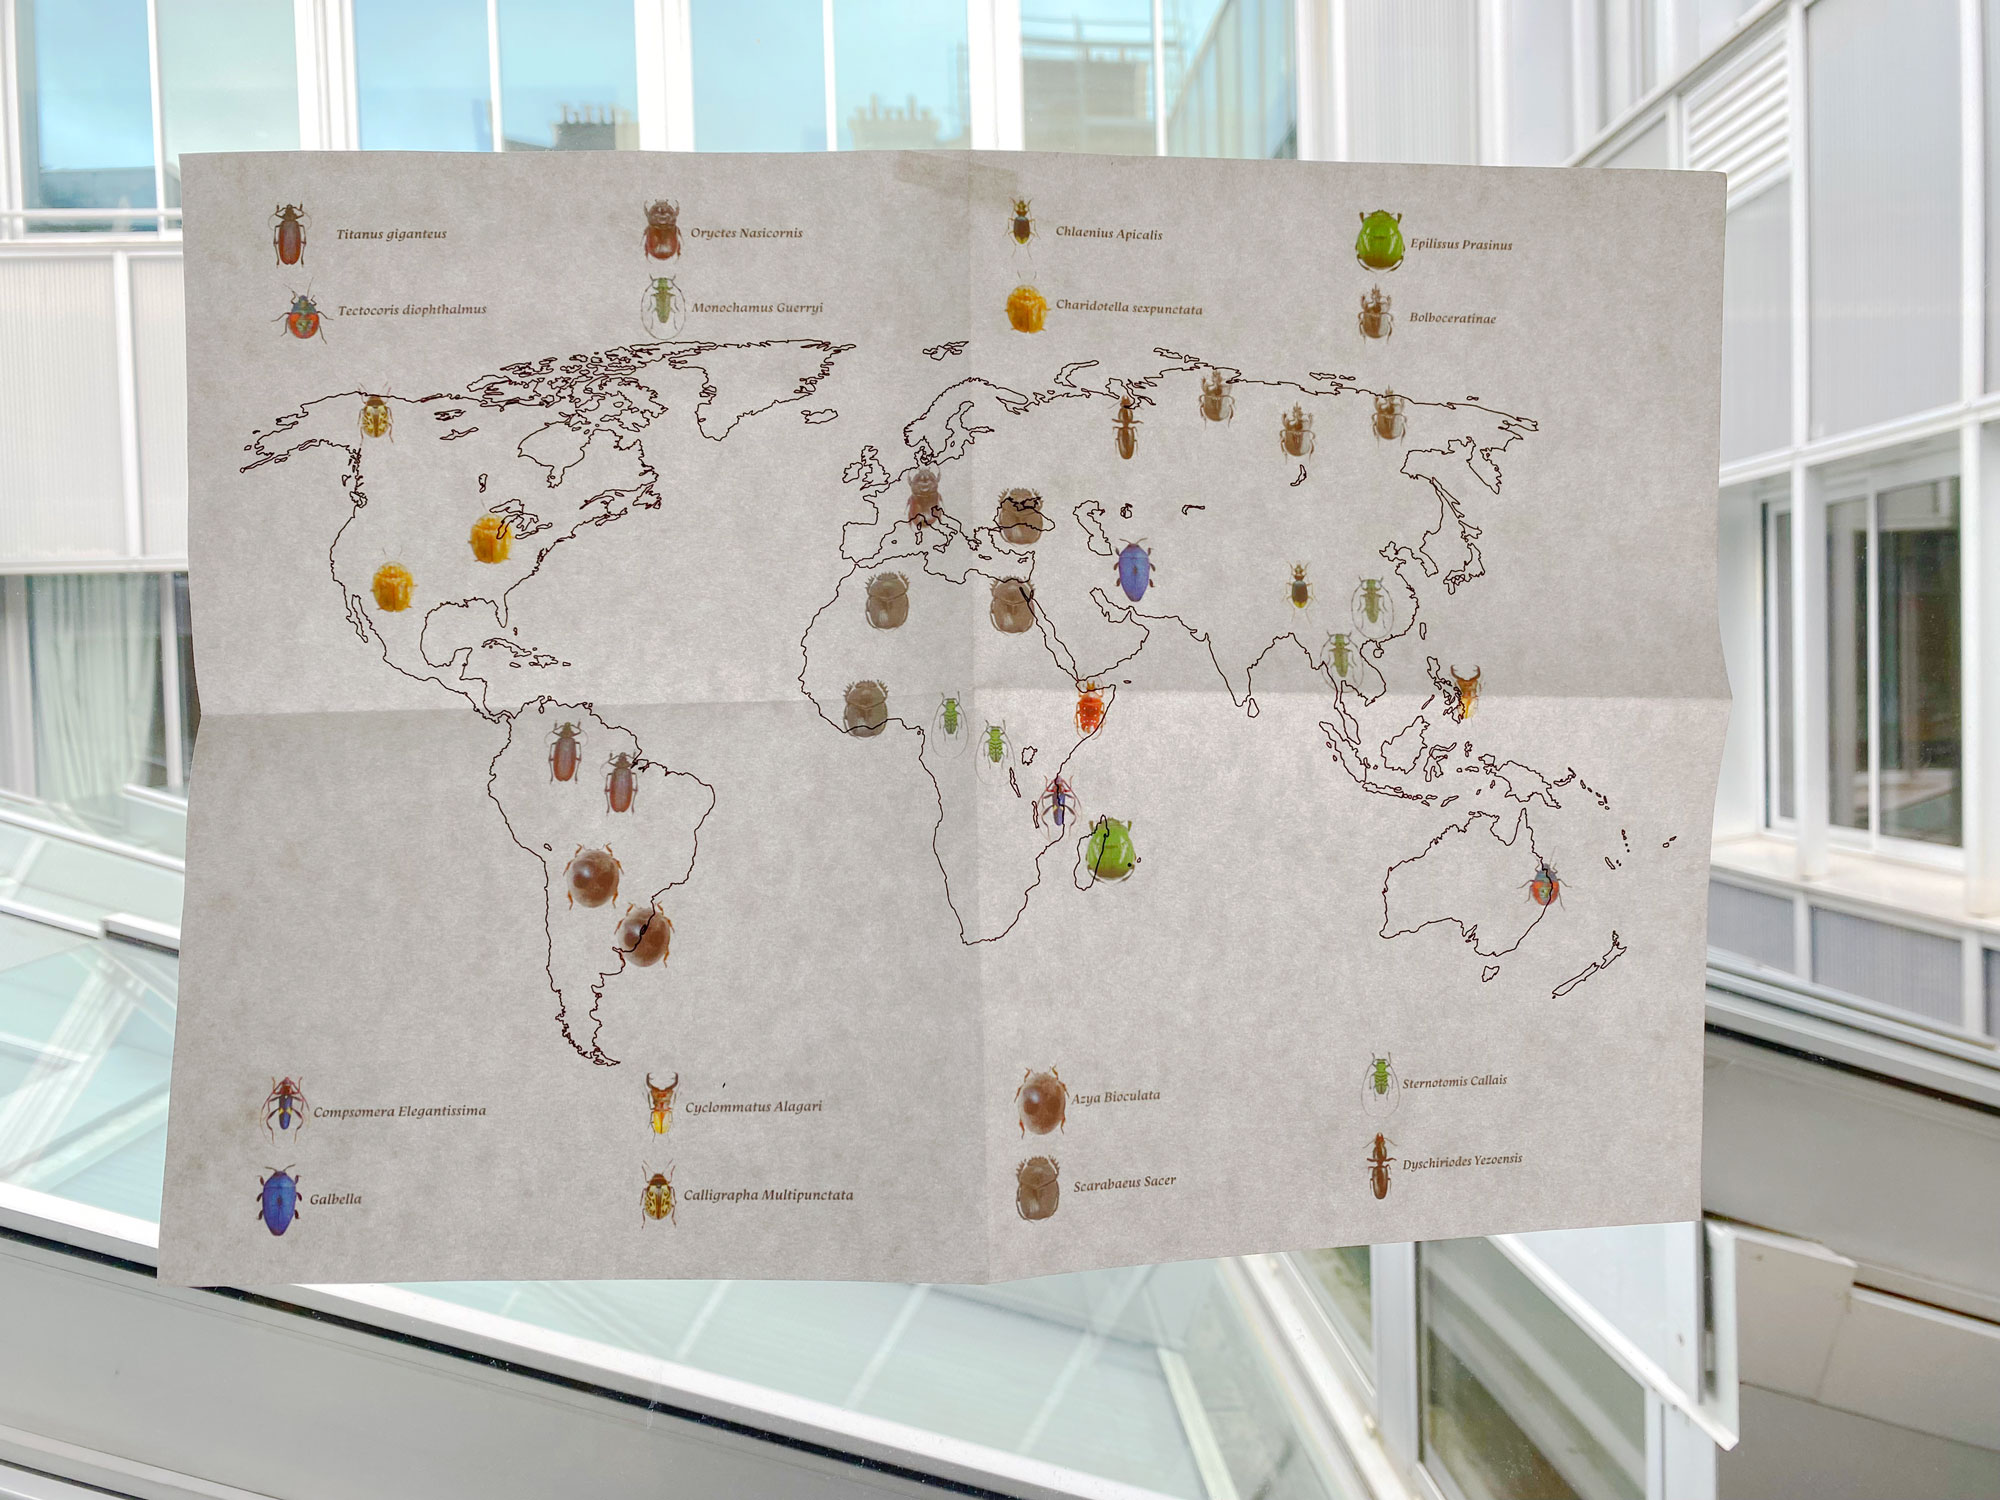 Titanus giganteus
Oryctes Nasicornis
Chlaenius Apicalis
Epilissus Prasinus
Tectocoris diophthalmus
Monochamus Guerryi
Charidotella sexpunctata
Bolboceratinae
Compsomera Elegantissima
Cyclommatus Alagari
Azya Bioculata
Sternotomis Callais
Galbella
Calligrapha Multipunctata
Scarabaeus Sacer
Dyschiriodes Yezoensis